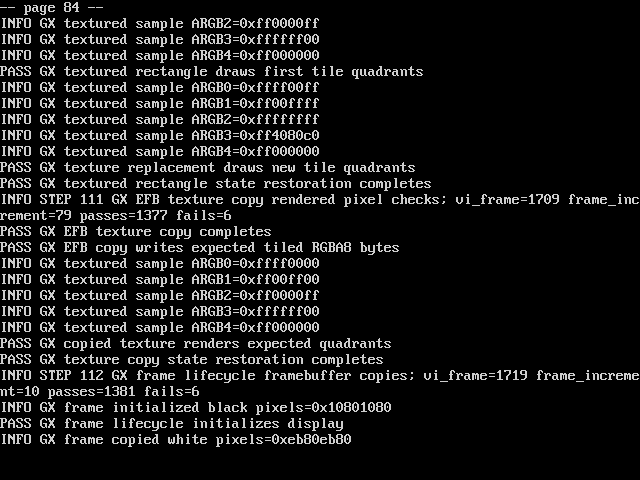 -- page 84 --
INFO GX textured sample ARGB2=0xff0000ff
INFO GX textured sample ARGB3=0xffffff00
INFO GX textured sample ARGB4=0xff000000
PASS GX textured rectangle draws first tile quadrants
INFO GX textured sample ARGB0=0xffff00ff
INFO GX textured sample ARGB1=0xff00ffff
INFO GX textured sample ARGB2=0xffffffff
INFO GX textured sample ARGB3=0xff4080c0
INFO GX textured sample ARGB4=0xff000000
PASS GX texture replacement draws new tile quadrants
PASS GX textured rectangle state restoration completes
INFO STEP 111 GX EFB texture copy rendered pixel checks; vi_frame=1709 frame_inc
rement=79 passes=1377 fails=6
PASS GX EFB texture copy completes
PASS GX EFB copy writes expected tiled RGBA8 bytes
INFO GX textured sample ARGB0=0xffff0000
INFO GX textured sample ARGB1=0xff00ff00
INFO GX textured sample ARGB2=0xff0000ff
INFO GX textured sample ARGB3=0xffffff00
INFO GX textured sample ARGB4=0xff000000
PASS GX copied texture renders expected quadrants
PASS GX texture copy state restoration completes
INFO STEP 112 GX frame lifecycle framebuffer copies; vi_frame=1719 frame_increme
nt=10 passes=1381 fails=6
INFO GX frame initialized black pixels=0x10801080
PASS GX frame lifecycle initializes display
INFO GX frame copied white pixels=0xeb80eb80